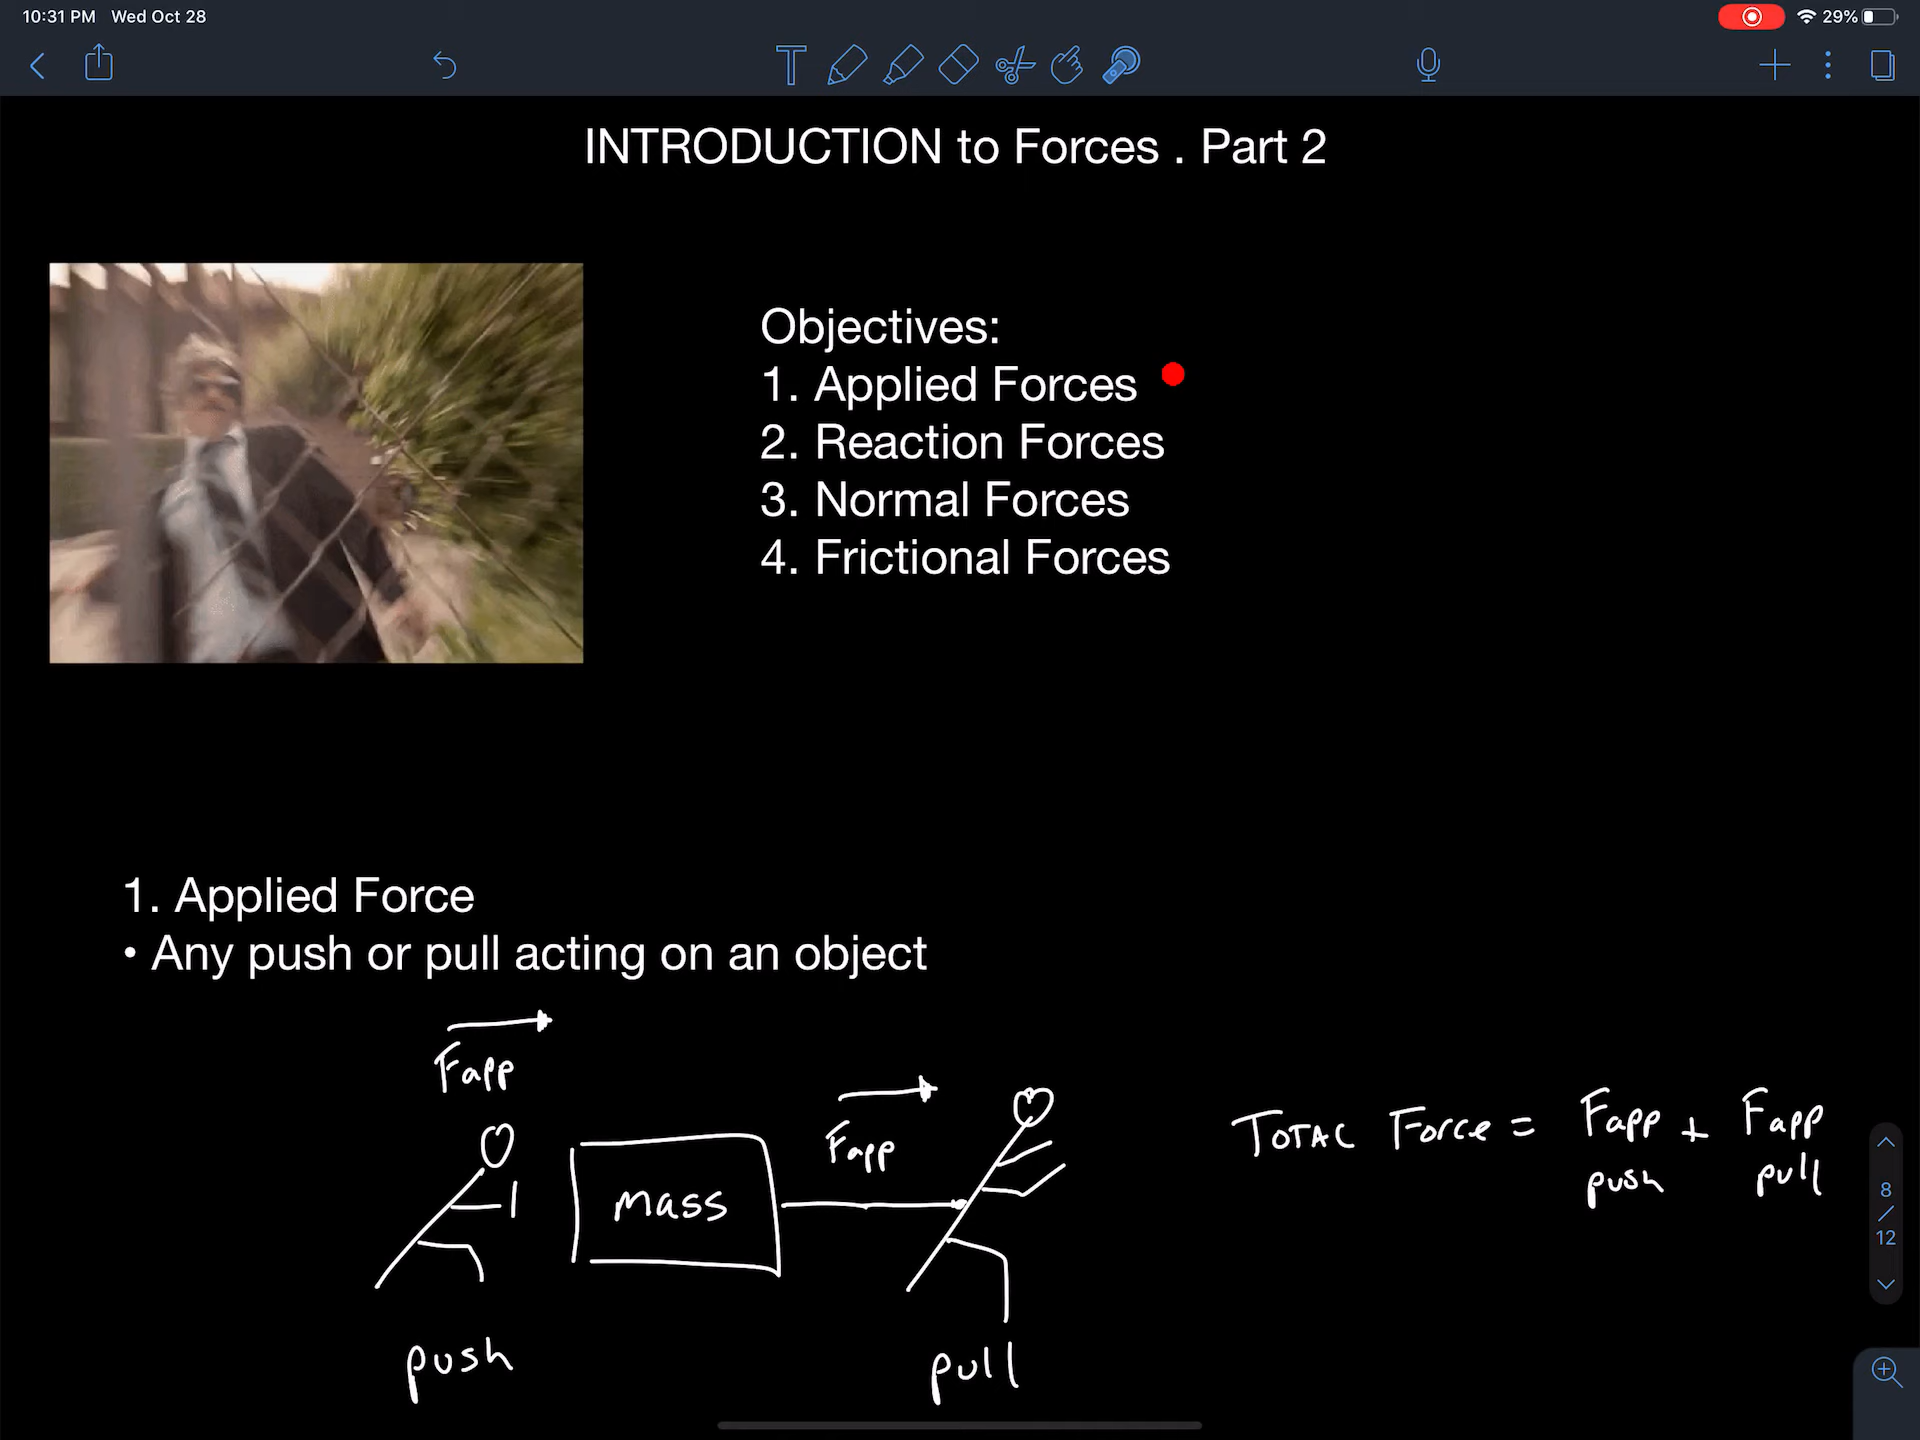 10:31 PM Wed Oct 28
29%
INTRODUCTION to Forces . Part 2
Objectives:
1. Applied Forces
2. Reaction Forces
3. Normal Forces
4. Frictional Forces
1. Applied Force
• Any push or pull acting on an object
Fapp
Fapp
mass
push
pull
TOTAL Force = Fapp + Fapp
push pull
8
/
12